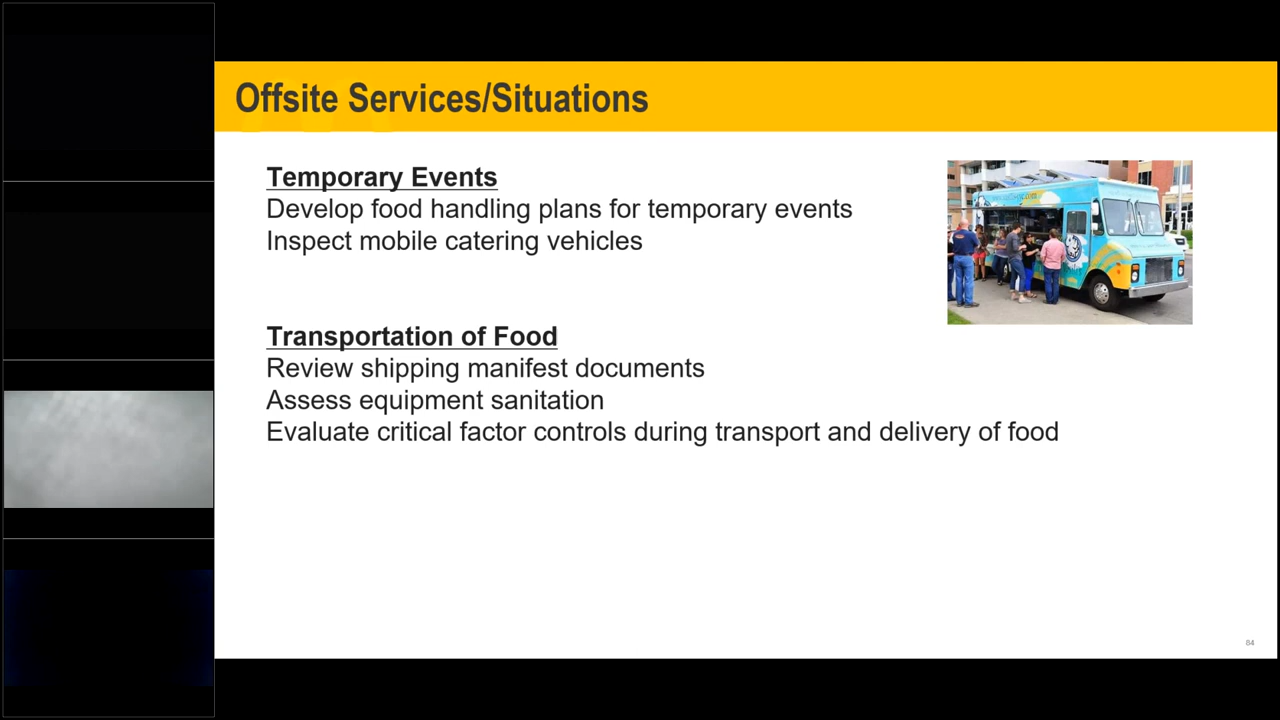 Offsite Services/Situations
Temporary Events
Develop food handling plans for temporary events
Inspect mobile catering vehicles
Transportation of Food
Review shipping manifest documents
Assess equipment sanitation
Evaluate critical factor controls during transport and delivery of food
84